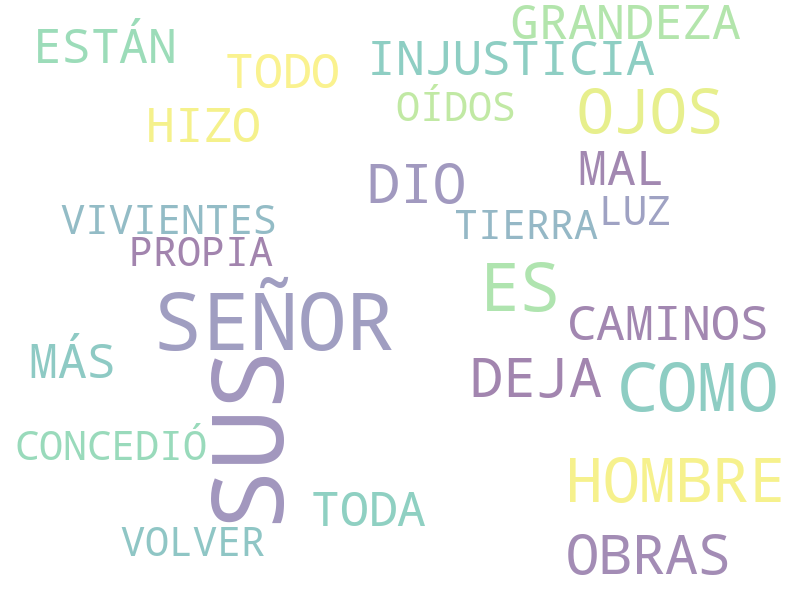 GRANDEZA
ESTÁN
INJUSTICIA
TODO
OÍDOS
OJOS
HIZO
MAL
DIO
LUZ
VIVIENTES
TIERRA
PROPIA
ES
SEÑOR
CAMINOS
MÁS
DEJA
COMO
SUS
CONCEDIÓ
HOMBRE
TODA
VOLVER
OBRAS